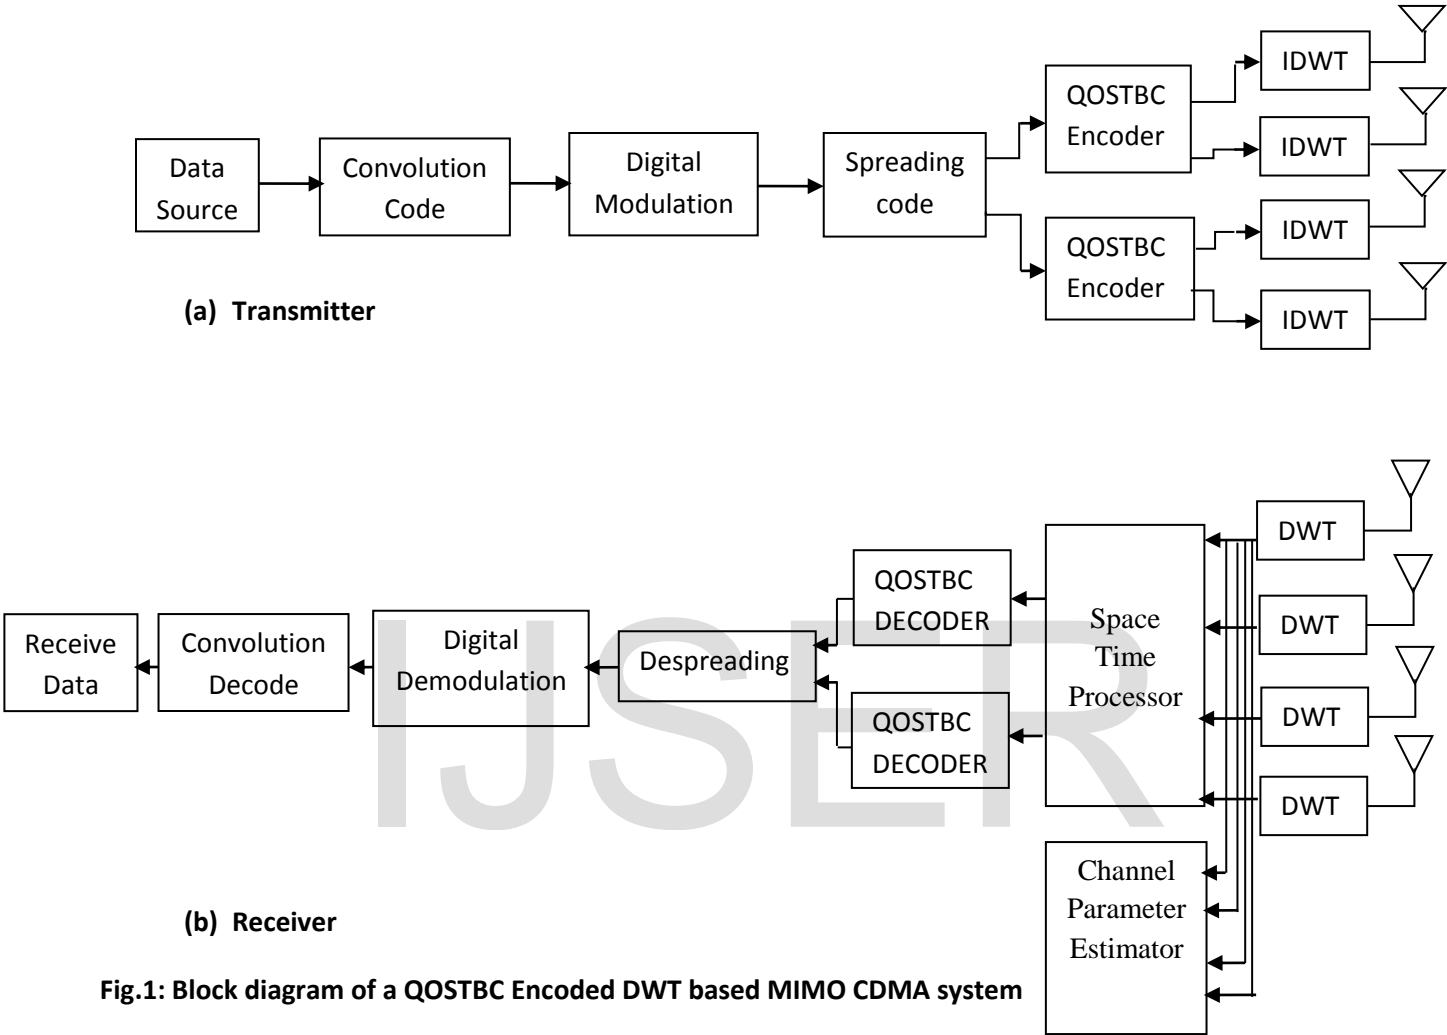 Data
Source
Convolution
Code
Digital
Modulation
Spreading
code
QOSTBC
Encoder
QOSTBC
Encoder
IDWT
IDWT
IDWT
IDWT
(a) Transmitter
Receive
Data
Convolution
Decode
Digital
Demodulation
Despreading
QOSTBC
DECODER
QOSTBC
DECODER
Space
Time
Processor
DWT
DWT
DWT
DWT
Channel
Parameter
Estimator
IJSER
(b) Receiver
Fig.1: Block diagram of a QOSTBC Encoded DWT based MIMO CDMA system